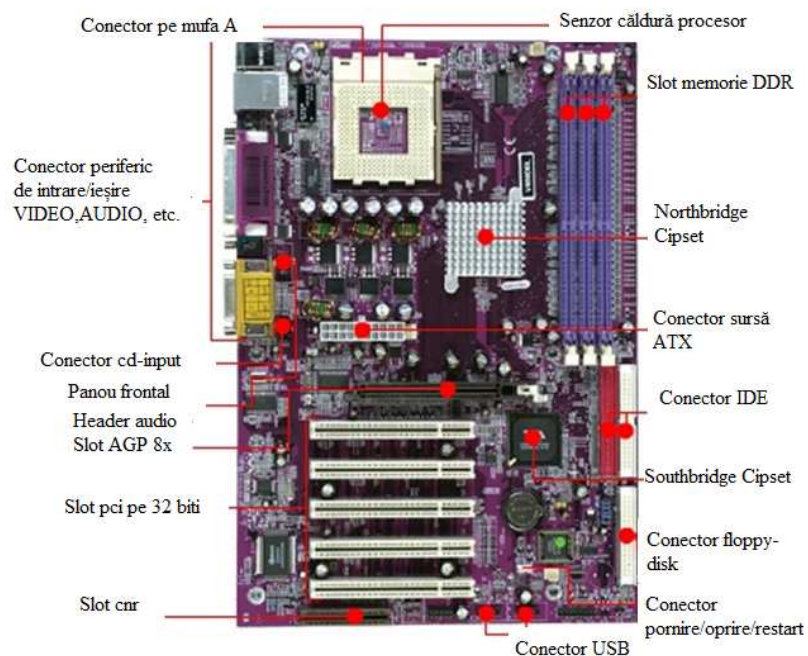 Conector pe mufa A
Senzor căldură procesor
Slot memorie DDR
Conector periferic
de intrare/ieșire
VIDEO,AUDIO, etc.
Northbridge
Cipset
Conector sursă
ATX
Conector cd-input
Panou frontal
Header audio
Slot AGP 8x
Conector IDE
Southbridge Cipset
Slot pci pe 32 biti
Conector floppy-
disk
Slot cnr
Conector
pornire/oprire/restart
Conector USB